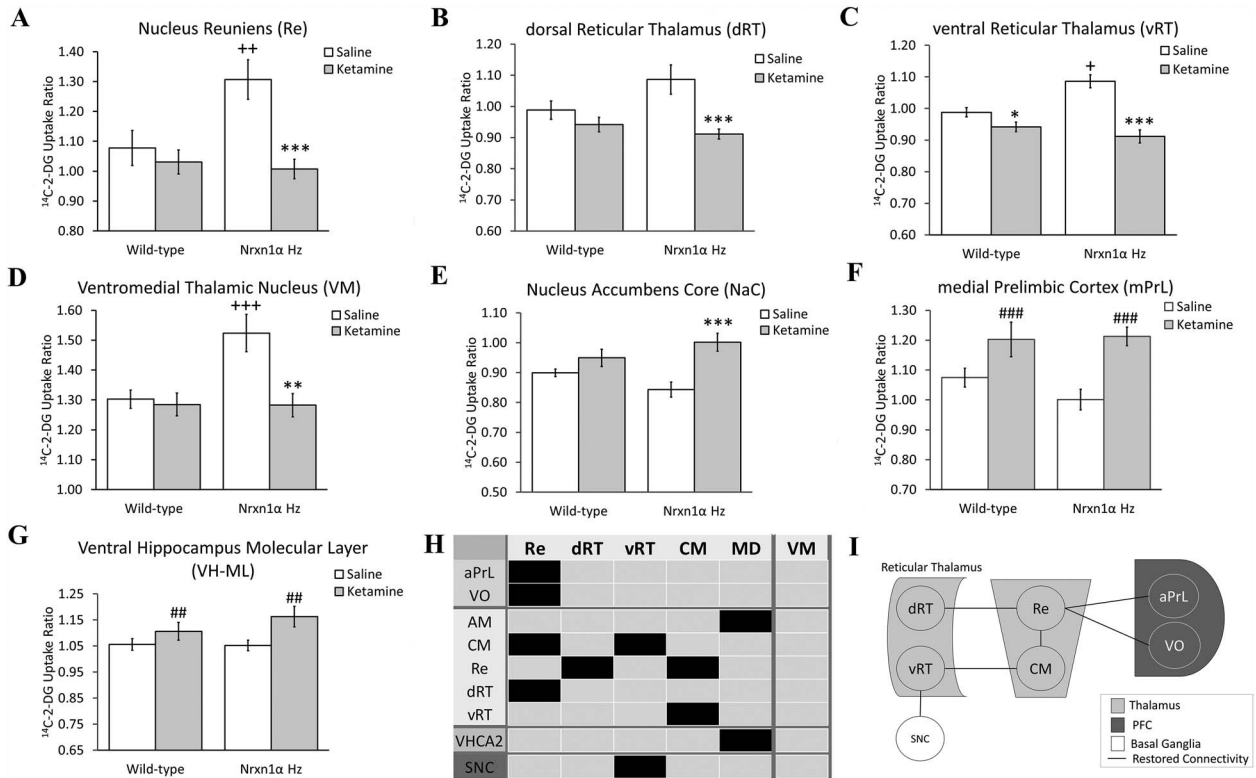 A
Nucleus Reuniens (Re)
¹⁴C-2-DG Uptake Ratio
1.40
1.30
1.20
1.10
1.00
0.90
0.80
++
***
Saline
Ketamine
Wild-type
Nrxn1α Hz
B
dorsal Reticular Thalamus (dRT)
¹⁴C-2-DG Uptake Ratio
1.20
1.10
1.00
0.90
0.80
0.70
0.60
***
Saline
Ketamine
Wild-type
Nrxn1α Hz
C
ventral Reticular Thalamus (vRT)
¹⁴C-2-DG Uptake Ratio
1.20
1.10
1.00
0.90
0.80
0.70
0.60
*
+
***
Saline
Ketamine
Wild-type
Nrxn1α Hz
D
Ventromedial Thalamic Nucleus (VM)
¹⁴C-2-DG Uptake Ratio
1.60
1.50
1.40
1.30
1.20
1.10
1.00
+++
**
Saline
Ketamine
Wild-type
Nrxn1α Hz
E
Nucleus Accumbens Core (NaC)
¹⁴C-2-DG Uptake Ratio
1.10
1.00
0.90
0.80
0.70
0.60
0.50
***
Saline
Ketamine
Wild-type
Nrxn1α Hz
F
medial Prelimbic Cortex (mPrL)
¹⁴C-2-DG Uptake Ratio
1.30
1.20
1.10
1.00
0.90
0.80
0.70
###
###
Saline
Ketamine
Wild-type
Nrxn1α Hz
G
Ventral Hippocampus Molecular Layer
(VH-ML)
¹⁴C-2-DG Uptake Ratio
1.25
1.15
1.05
0.95
0.85
0.75
0.65
##
##
Saline
Ketamine
Wild-type
Nrxn1α Hz
H
Re dRT vRT CM MD VM
aPrL
VO
AM
CM
Re
dRT
vRT
VHCA2
SNC
I
Reticular Thalamus
dRT
vRT
SNC
Re
CM
aPrL
VO
Thalamus
PFC
Basal Ganglia
Restored Connectivity